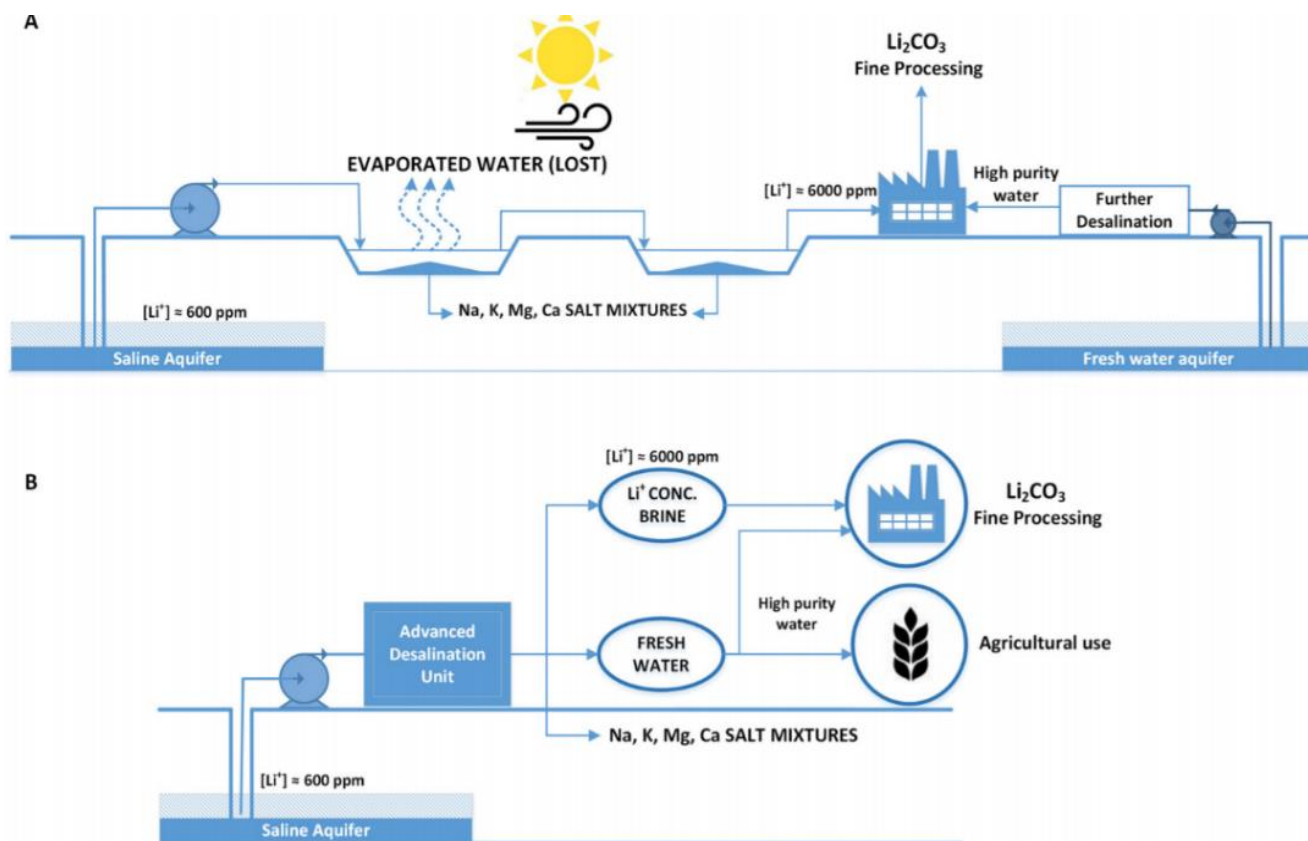 A
Li₂CO₃
Fine Processing
EVAPORATED WATER (LOST)
[Li⁺] ≈ 6000 ppm
High purity
water
Further
Desalination
[Li⁺] ≈ 600 ppm
Na, K, Mg, Ca SALT MIXTURES
Saline Aquifer
Fresh water aquifer
B
[Li⁺] ≈ 6000 ppm
Li⁺ CONC.
BRINE
Li₂CO₃
Fine Processing
Advanced
Desalination
Unit
FRESH
WATER
High purity
water
Agricultural use
Na, K, Mg, Ca SALT MIXTURES
[Li⁺] ≈ 600 ppm
Saline Aquifer